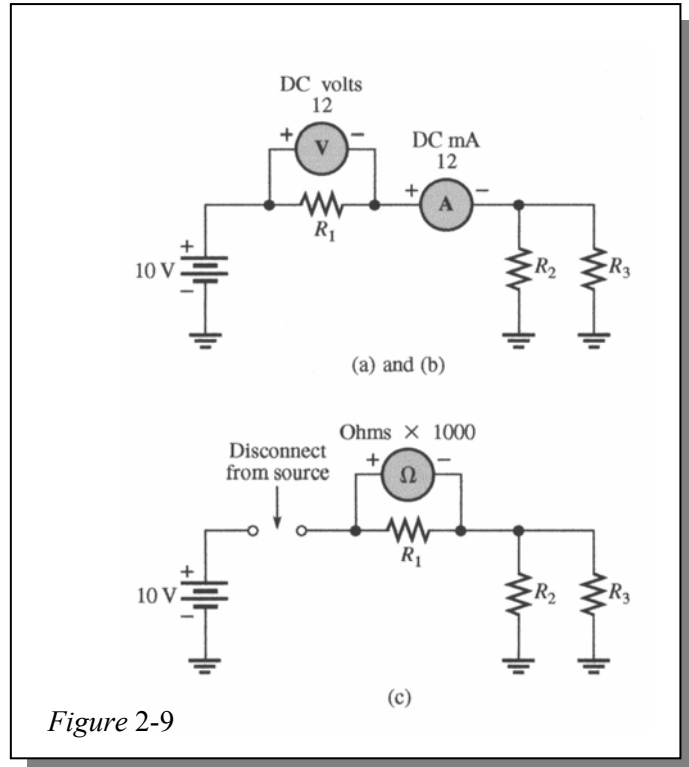 DC volts
12
+ V −
DC mA
12
+ A −
R1
+
10 V
−
R2
R3
(a) and (b)
Ohms × 1000
Disconnect
from source
+ Ω −
R1
+
10 V
−
R2
R3
(c)
Figure 2-9